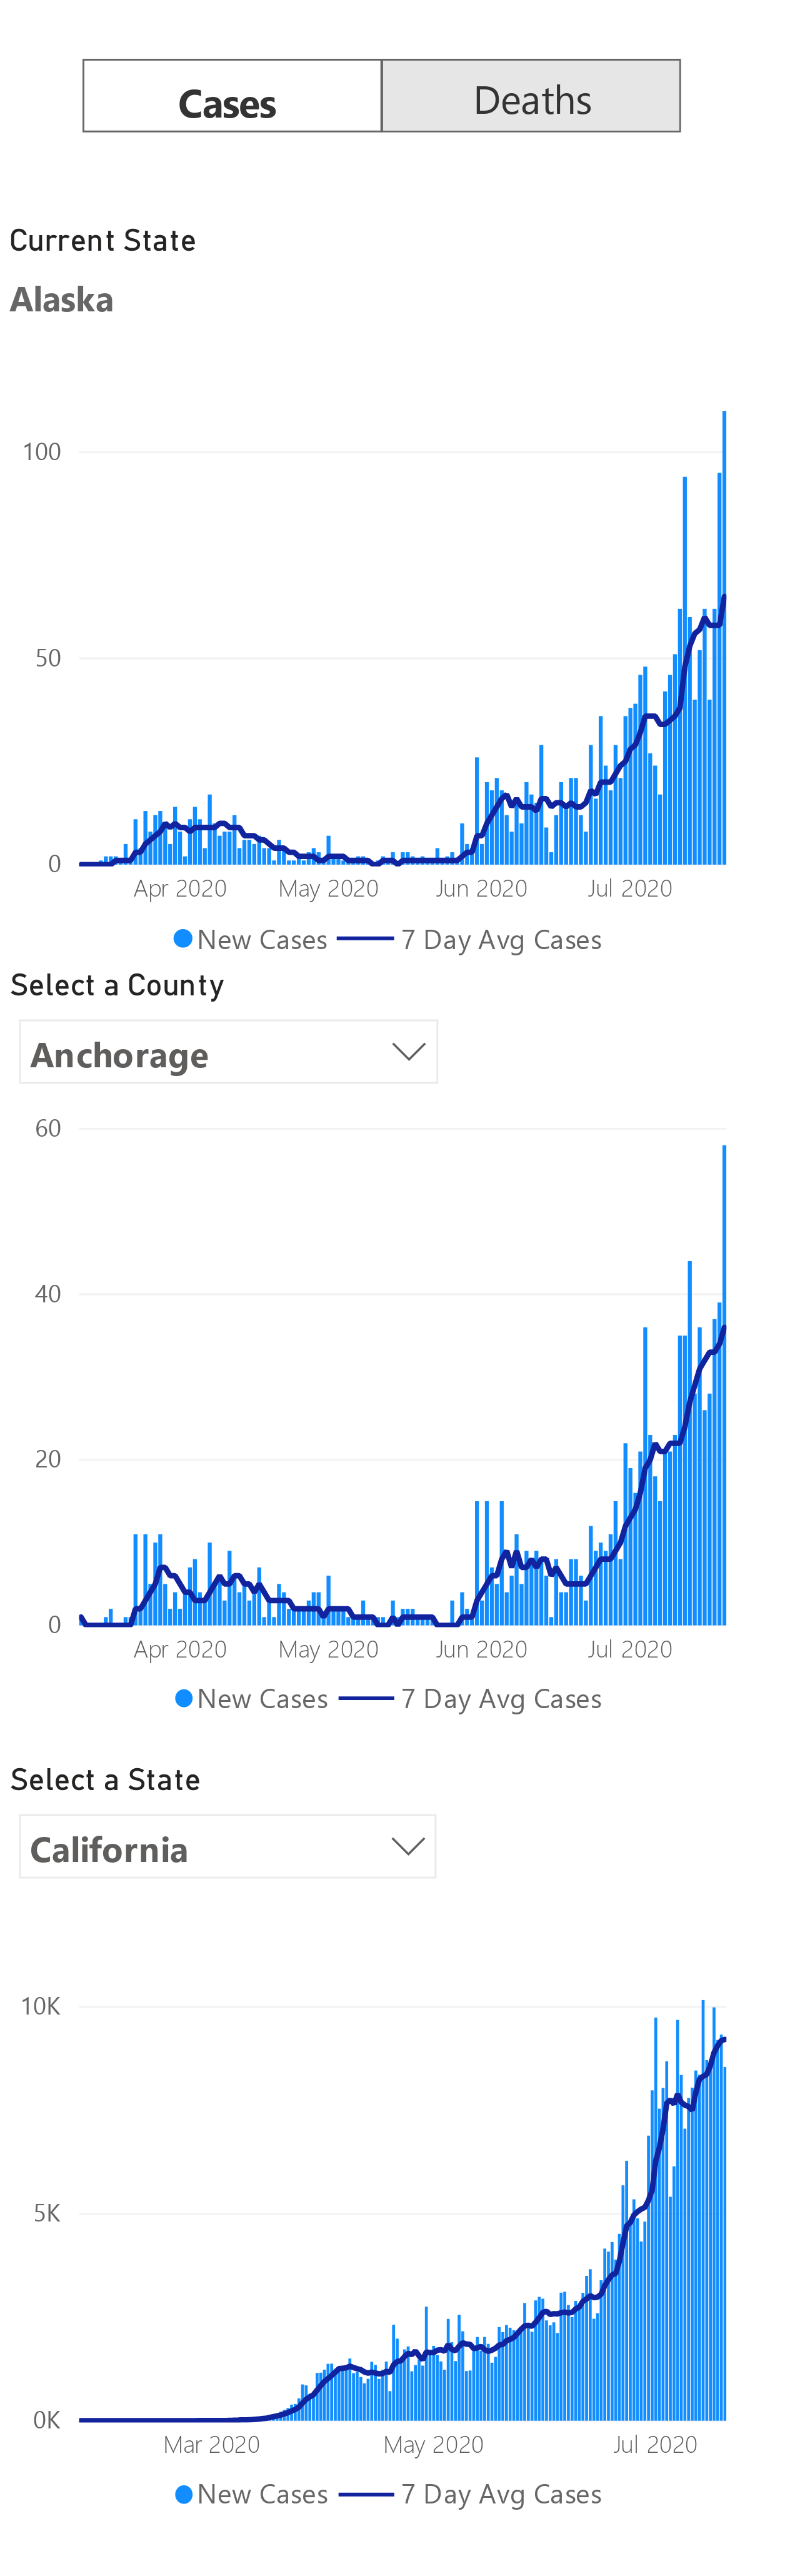 Cases Deaths
Current State
Alaska
100
50
0
Apr 2020 May 2020 Jun 2020 Jul 2020
New Cases 7 Day Avg Cases
Select a County
Anchorage
60
40
20
0
Apr 2020 May 2020 Jun 2020 Jul 2020
New Cases 7 Day Avg Cases
Select a State
California
10K
5K
0K
Mar 2020 May 2020 Jul 2020
New Cases 7 Day Avg Cases